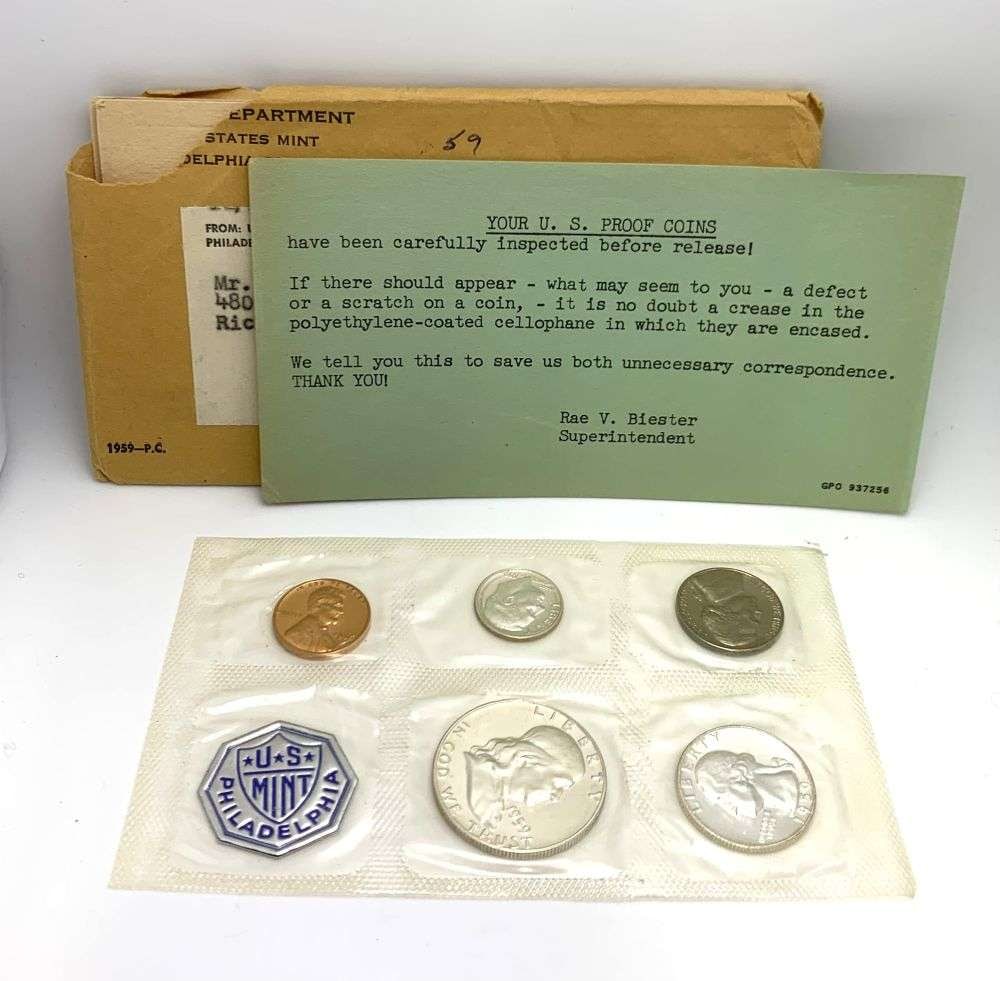 EPARTMENT
STATES MINT
DELPHIA
59
FROM: U
PHILAD
Mr.
480
Ric
1959—P.C.
YOUR U. S. PROOF COINS
have been carefully inspected before release!
If there should appear - what may seem to you - a defect
or a scratch on a coin, - it is no doubt a crease in the
polyethylene-coated cellophane in which they are encased.
We tell you this to save us both unnecessary correspondence.
THANK YOU!
Rae V. Biester
Superintendent
GPO 937256
U★S
MINT
PHILADELPHIA
LIBERTY
IN GOD WE
TRUST
1959
LIBERTY